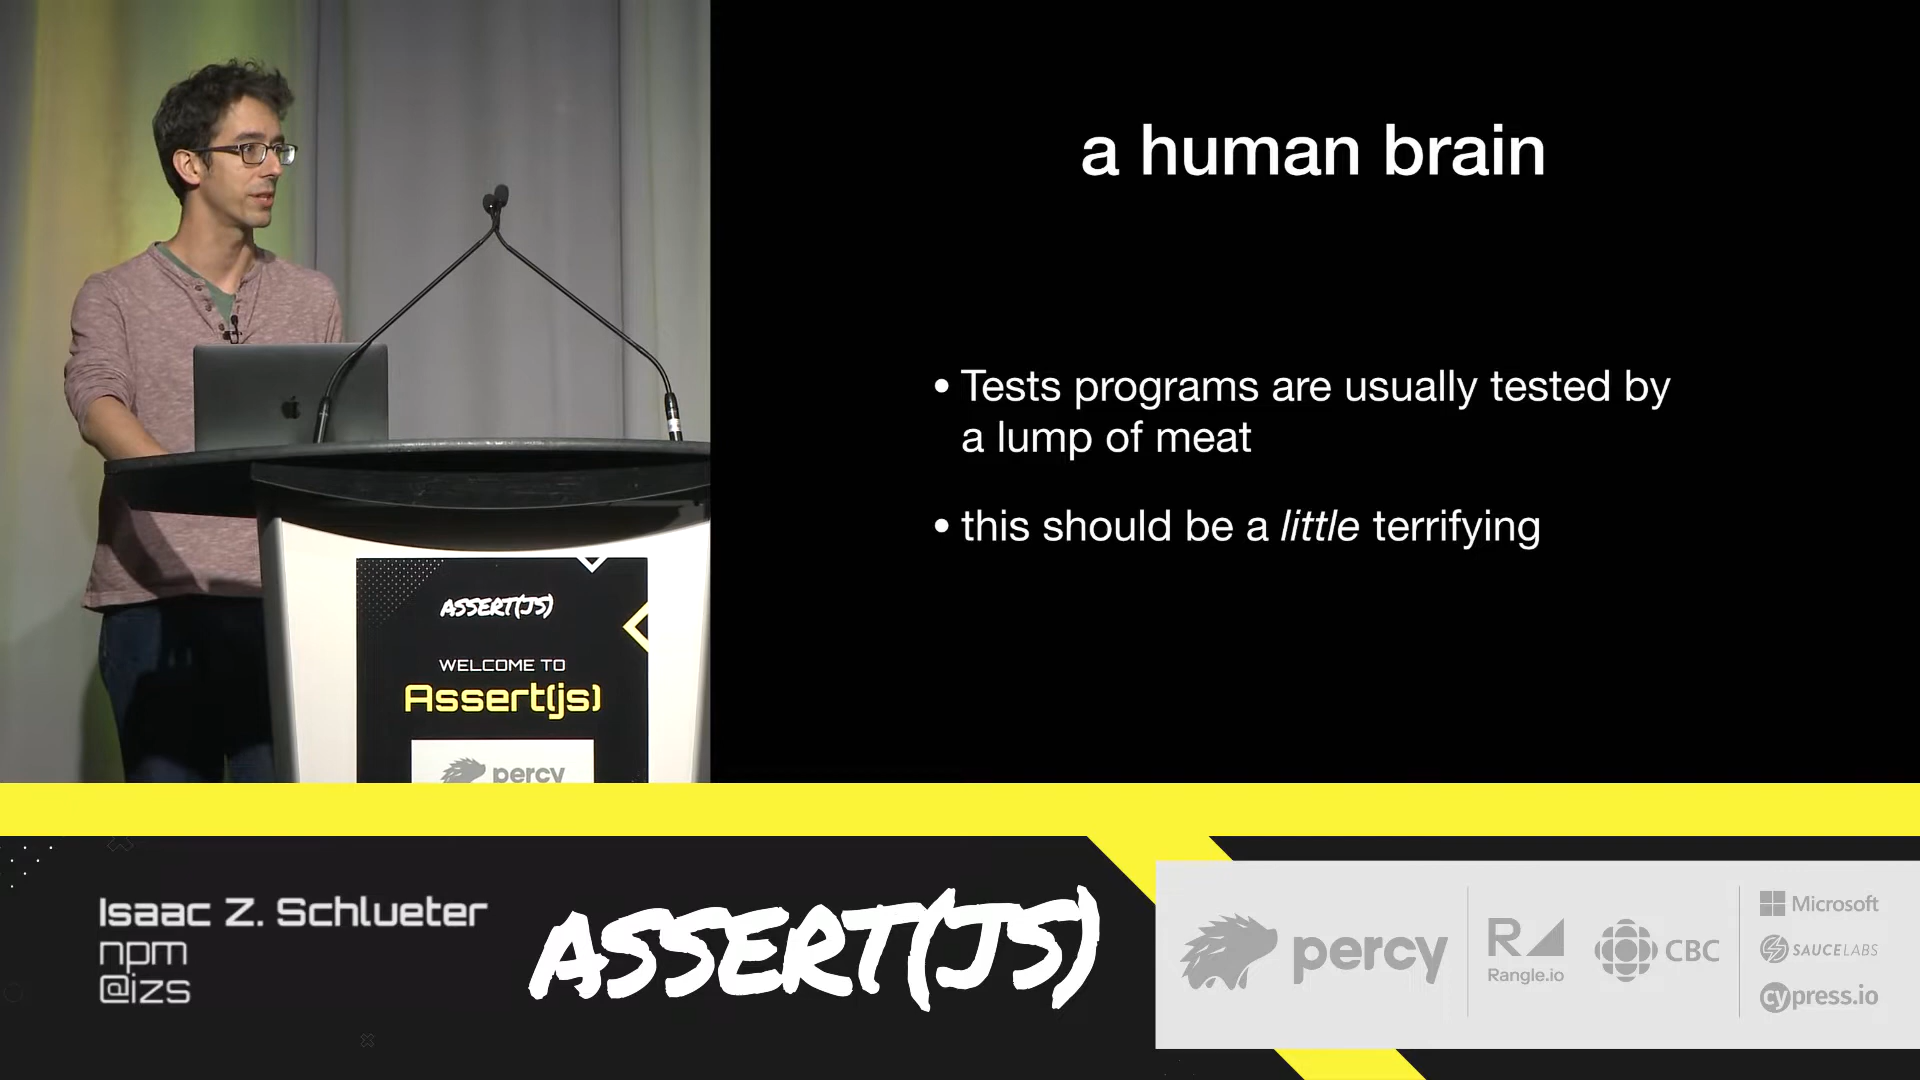 a human brain
• Tests programs are usually tested by
a lump of meat
• this should be a little terrifying
ASSERT(JS)
WELCOME TO
Assert(js)
percy
Isaac Z. Schlueter
npm
@izs
ASSERT(JS)
percy
R
Rangle.io
CBC
Microsoft
SAUCELABS
cypress.io